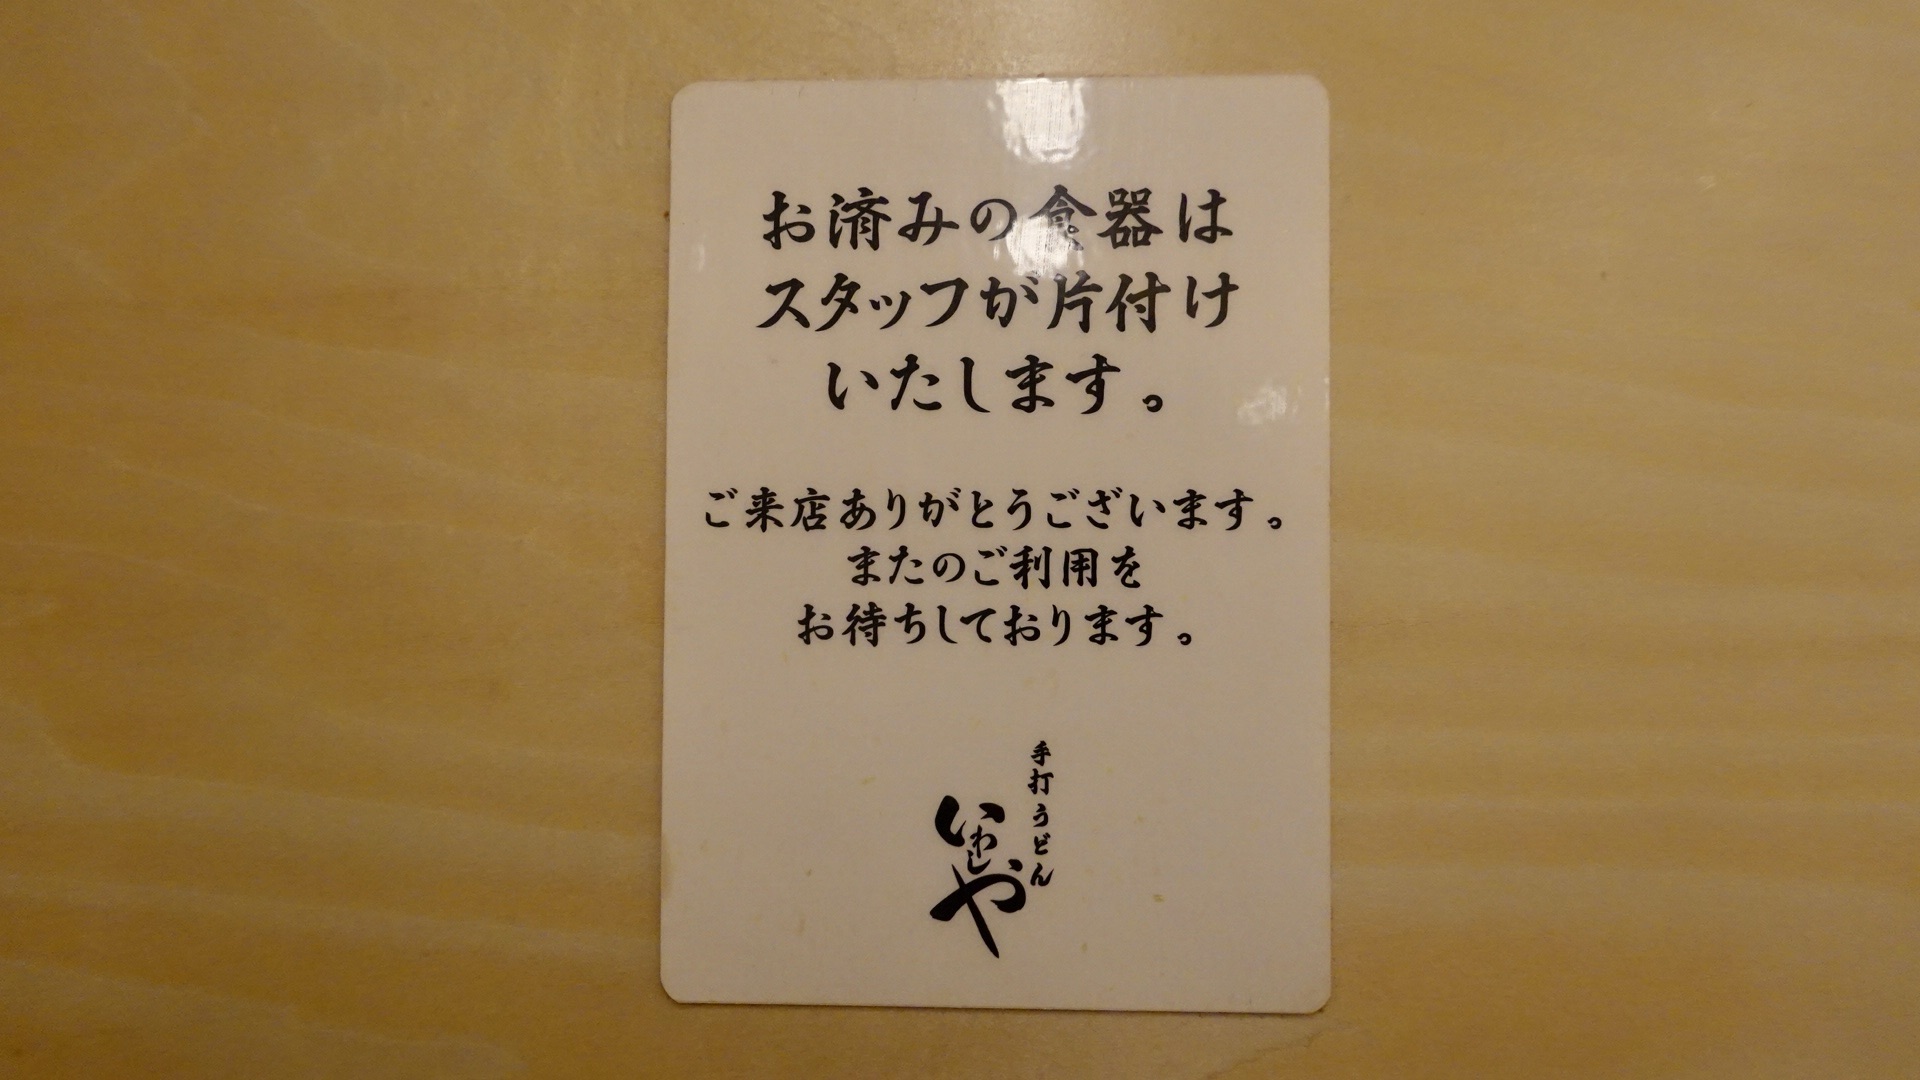 お済みの食器は
スタッフが片付け
いたします。
ご来店ありがとうございます。
またのご利用を
お待ちしております。
手打うどん
いわしや